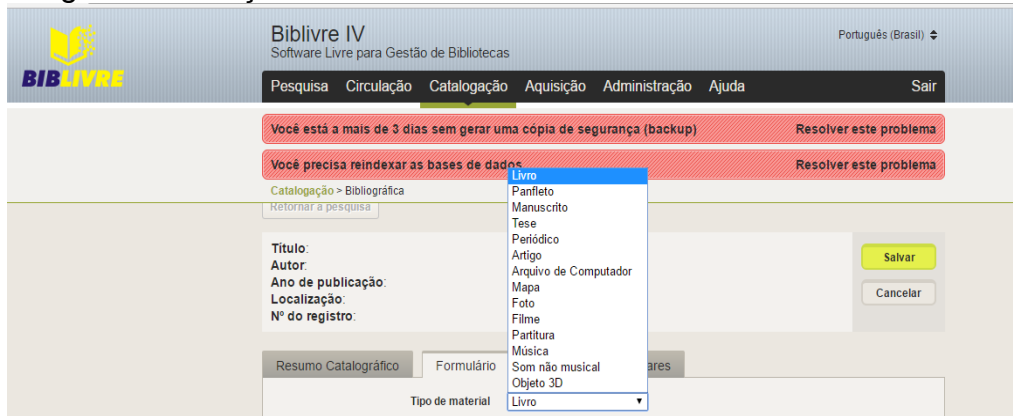 BIBLIVRE
Biblivre IV
Software Livre para Gestão de Bibliotecas
Português (Brasil)
Pesquisa Circulação Catalogação Aquisição Administração Ajuda Sair
Você está a mais de 3 dias sem gerar uma cópia de segurança (backup) Resolver este problema
Você precisa reindexar as bases de dados Resolver este problema
Catalogação > Bibliográfica
Retornar à pesquisa
Livro
Panfleto
Manuscrito
Tese
Periódico
Artigo
Arquivo de Computador
Mapa
Foto
Filme
Partitura
Música
Som não musical
Objeto 3D
Título:
Autor:
Ano de publicação:
Localização:
Nº do registro:
Salvar
Cancelar
Resumo Catalográfico Formulário ares
Tipo de material Livro